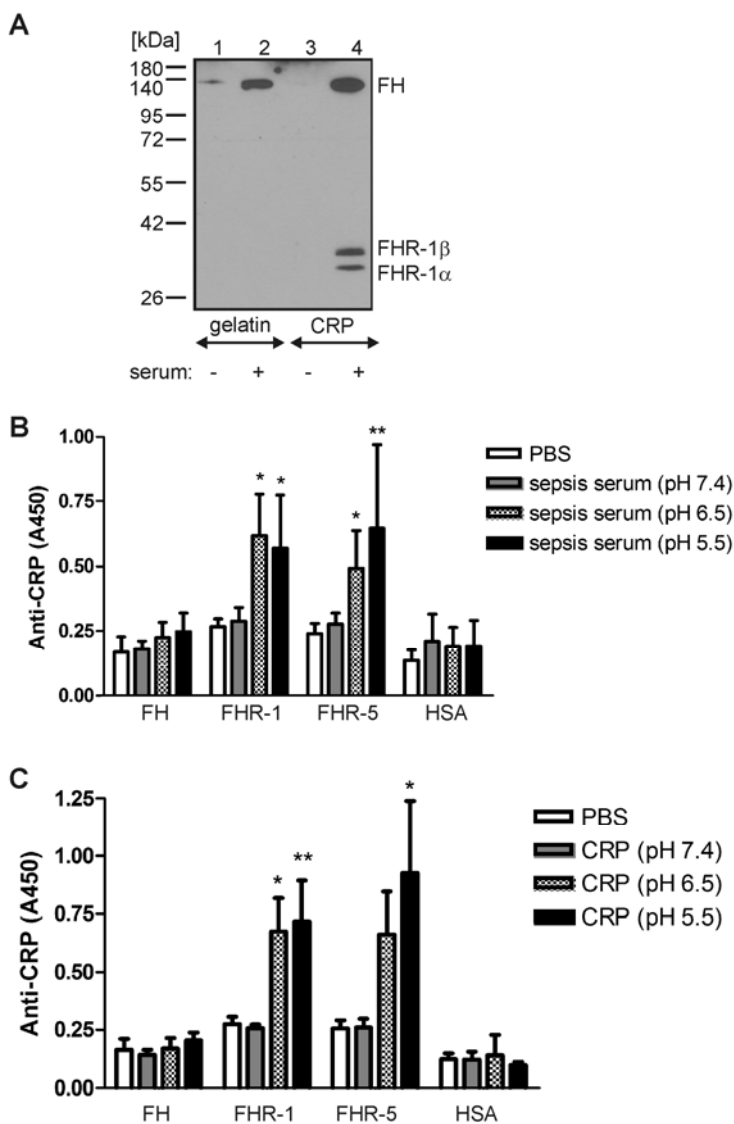 A
[kDa] 1 2 3 4
180
140
95
72
55
42
26
FH
FHR-1β
FHR-1α
gelatin CRP
serum: - + - +
B
Anti-CRP (A450)
1.00
0.75
0.50
0.25
0.00
* * * **
FH FHR-1 FHR-5 HSA
PBS
sepsis serum (pH 7.4)
sepsis serum (pH 6.5)
sepsis serum (pH 5.5)
C
Anti-CRP (A450)
1.25
1.00
0.75
0.50
0.25
0.00
* ** *
FH FHR-1 FHR-5 HSA
PBS
CRP (pH 7.4)
CRP (pH 6.5)
CRP (pH 5.5)